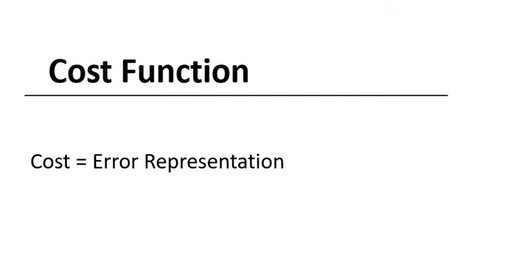 Cost Function
Cost = Error Representation